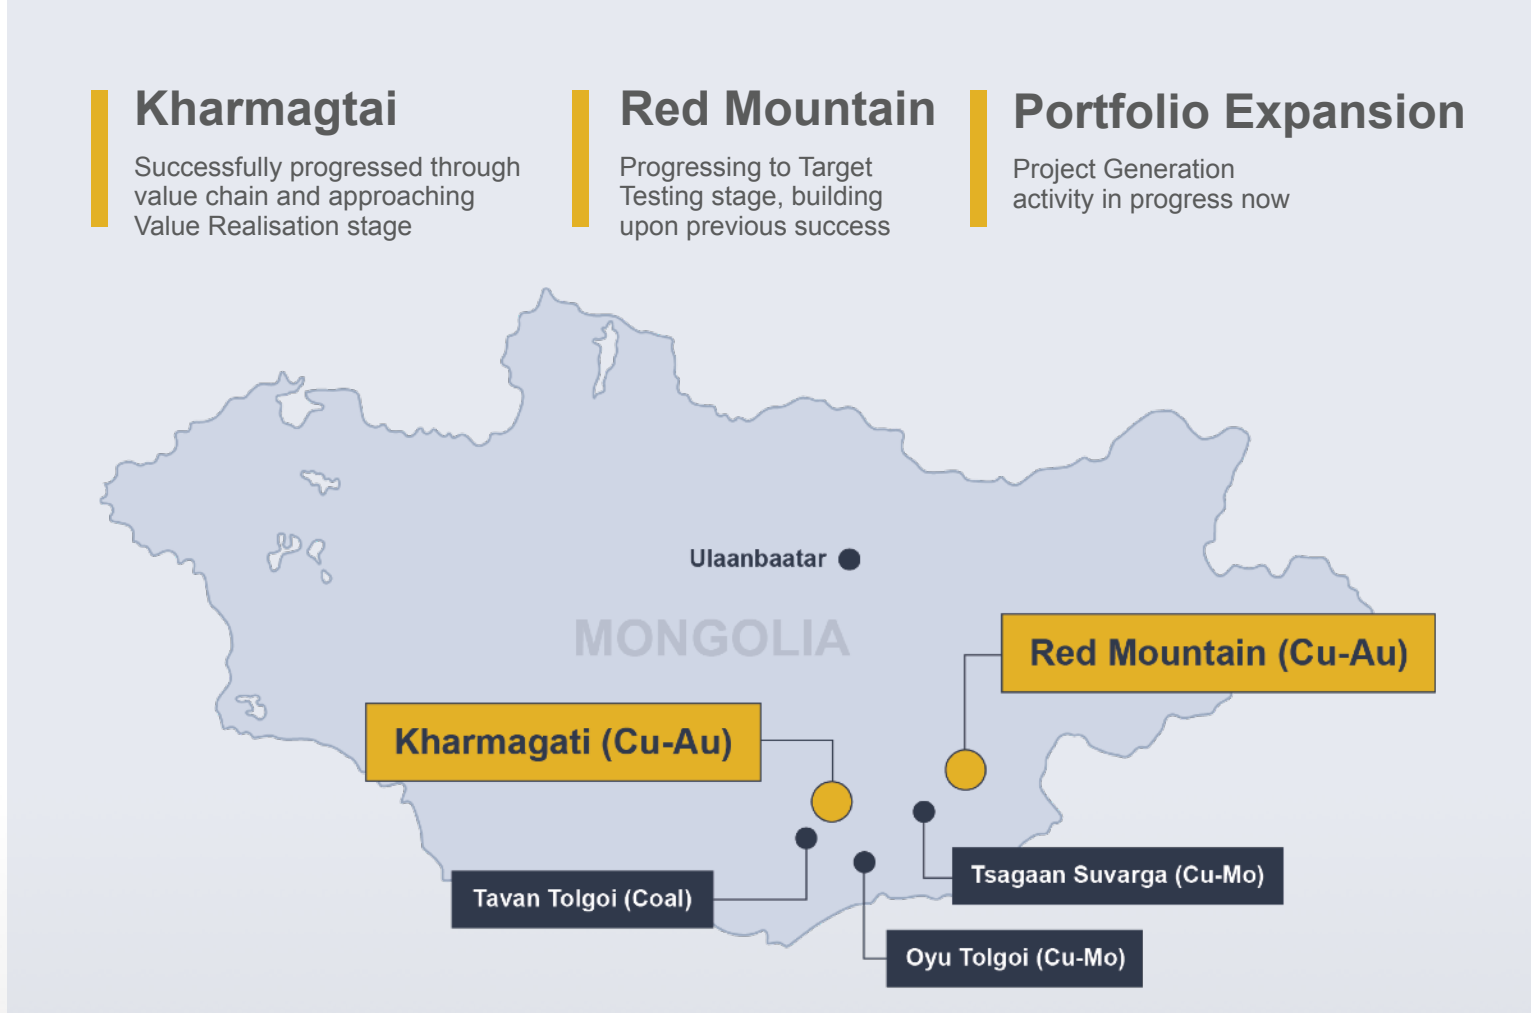 Kharmagtai
Successfully progressed through
value chain and approaching
Value Realisation stage
Red Mountain
Progressing to Target
Testing stage, building
upon previous success
Portfolio Expansion
Project Generation
activity in progress now
Ulaanbaatar
MONGOLIA
Red Mountain (Cu-Au)
Kharmagati (Cu-Au)
Tsagaan Suvarga (Cu-Mo)
Tavan Tolgoi (Coal)
Oyu Tolgoi (Cu-Mo)